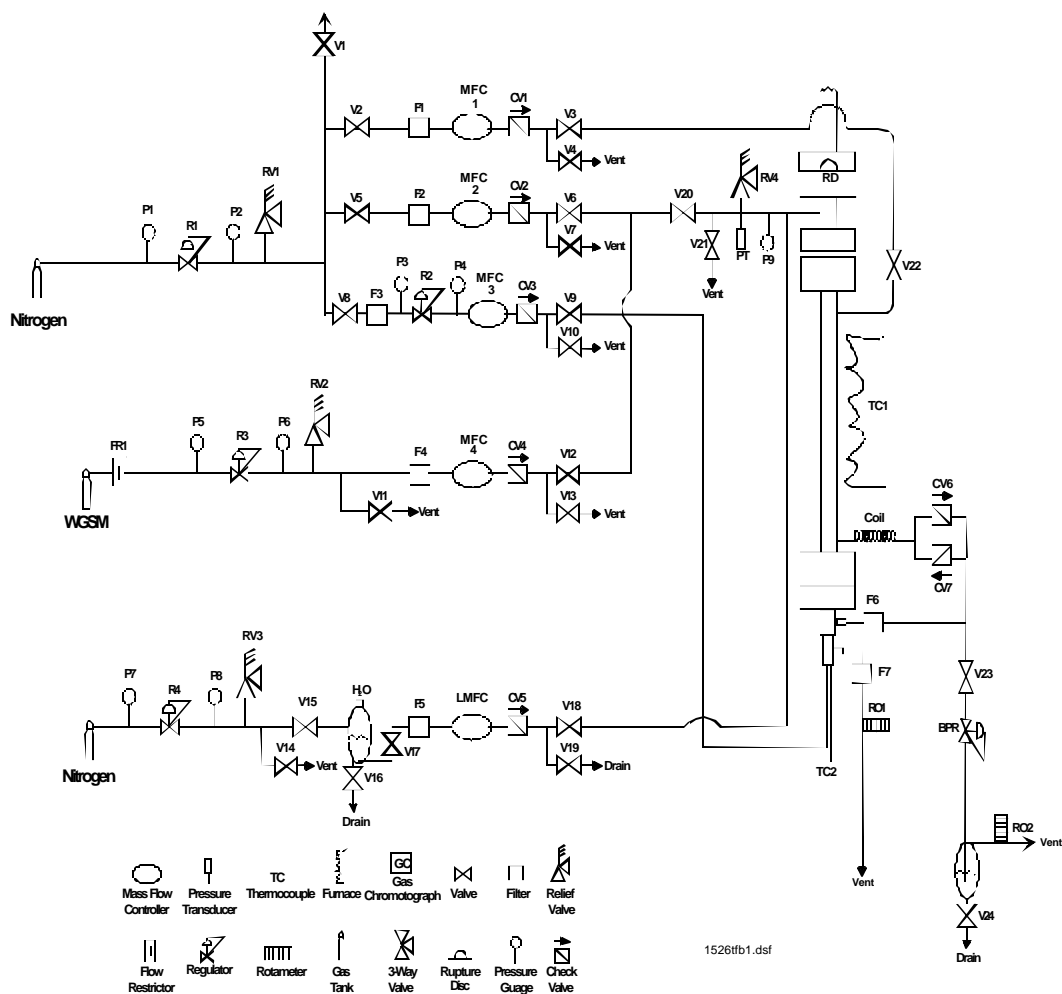 V1
MFC
1
CV1
V2
F1
V3
V4
Vent
RD
RV1
MFC
2
CV2
V5
F2
V6
V7
Vent
V20
RV4
V21
Vent
PT
P9
V22
P1
R1
P2
Nitrogen
P3
R2
P4
MFC
3
CV3
V8
F3
V9
V10
Vent
TC1
RV2
P5
R3
P6
FR1
F4
MFC
4
CV4
V12
V13
Vent
WGSM
V11
Vent
Coil
CV6
CV7
F6
F7
RV3
P7
R4
P8
V15
H2O
F5
LMFC
CV5
V18
V19
Drain
Nitrogen
V14
Vent
V17
V16
Drain
TC2
RO1
V23
BPR
RO2
Vent
Vent
V24
Drain
Mass Flow
Controller
Pressure
Transducer
TC
Thermocouple
Furnace
GC
Gas
Chromotograph
Valve
Filter
Relief
Valve
Flow
Restrictor
Regulator
Rotameter
Gas
Tank
3-Way
Valve
Rupture
Disc
Pressure
Guage
Check
Valve
1526tfb1.dsf